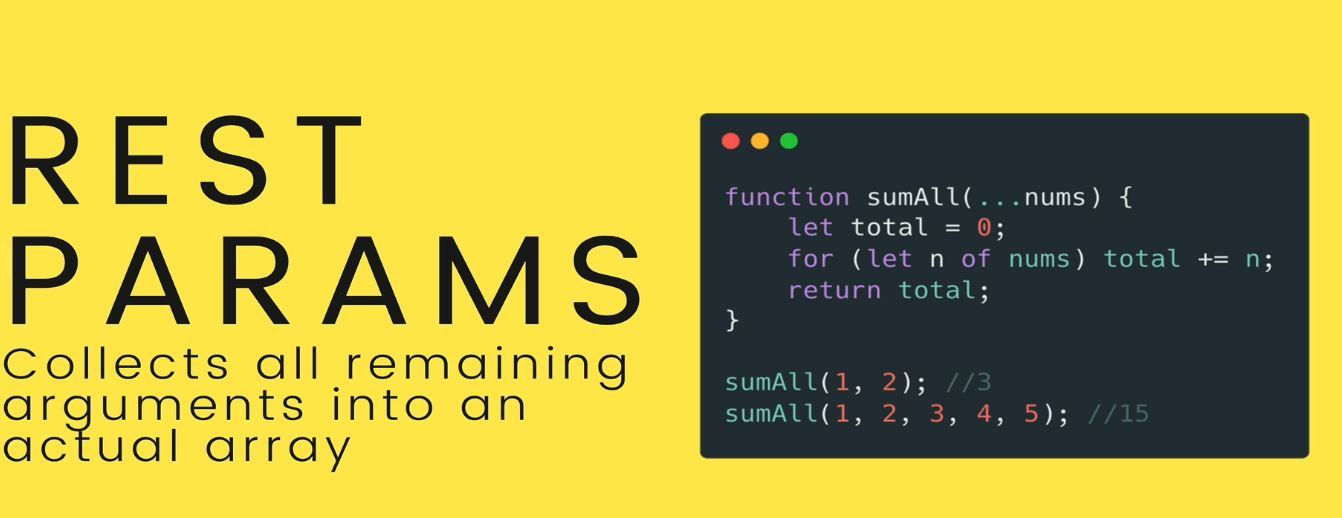 REST
PARAMS
Collects all remaining
arguments into an
actual array
function sumAll(...nums) {
    let total = 0;
    for (let n of nums) total += n;
    return total;
}
sumAll(1, 2); //3
sumAll(1, 2, 3, 4, 5); //15